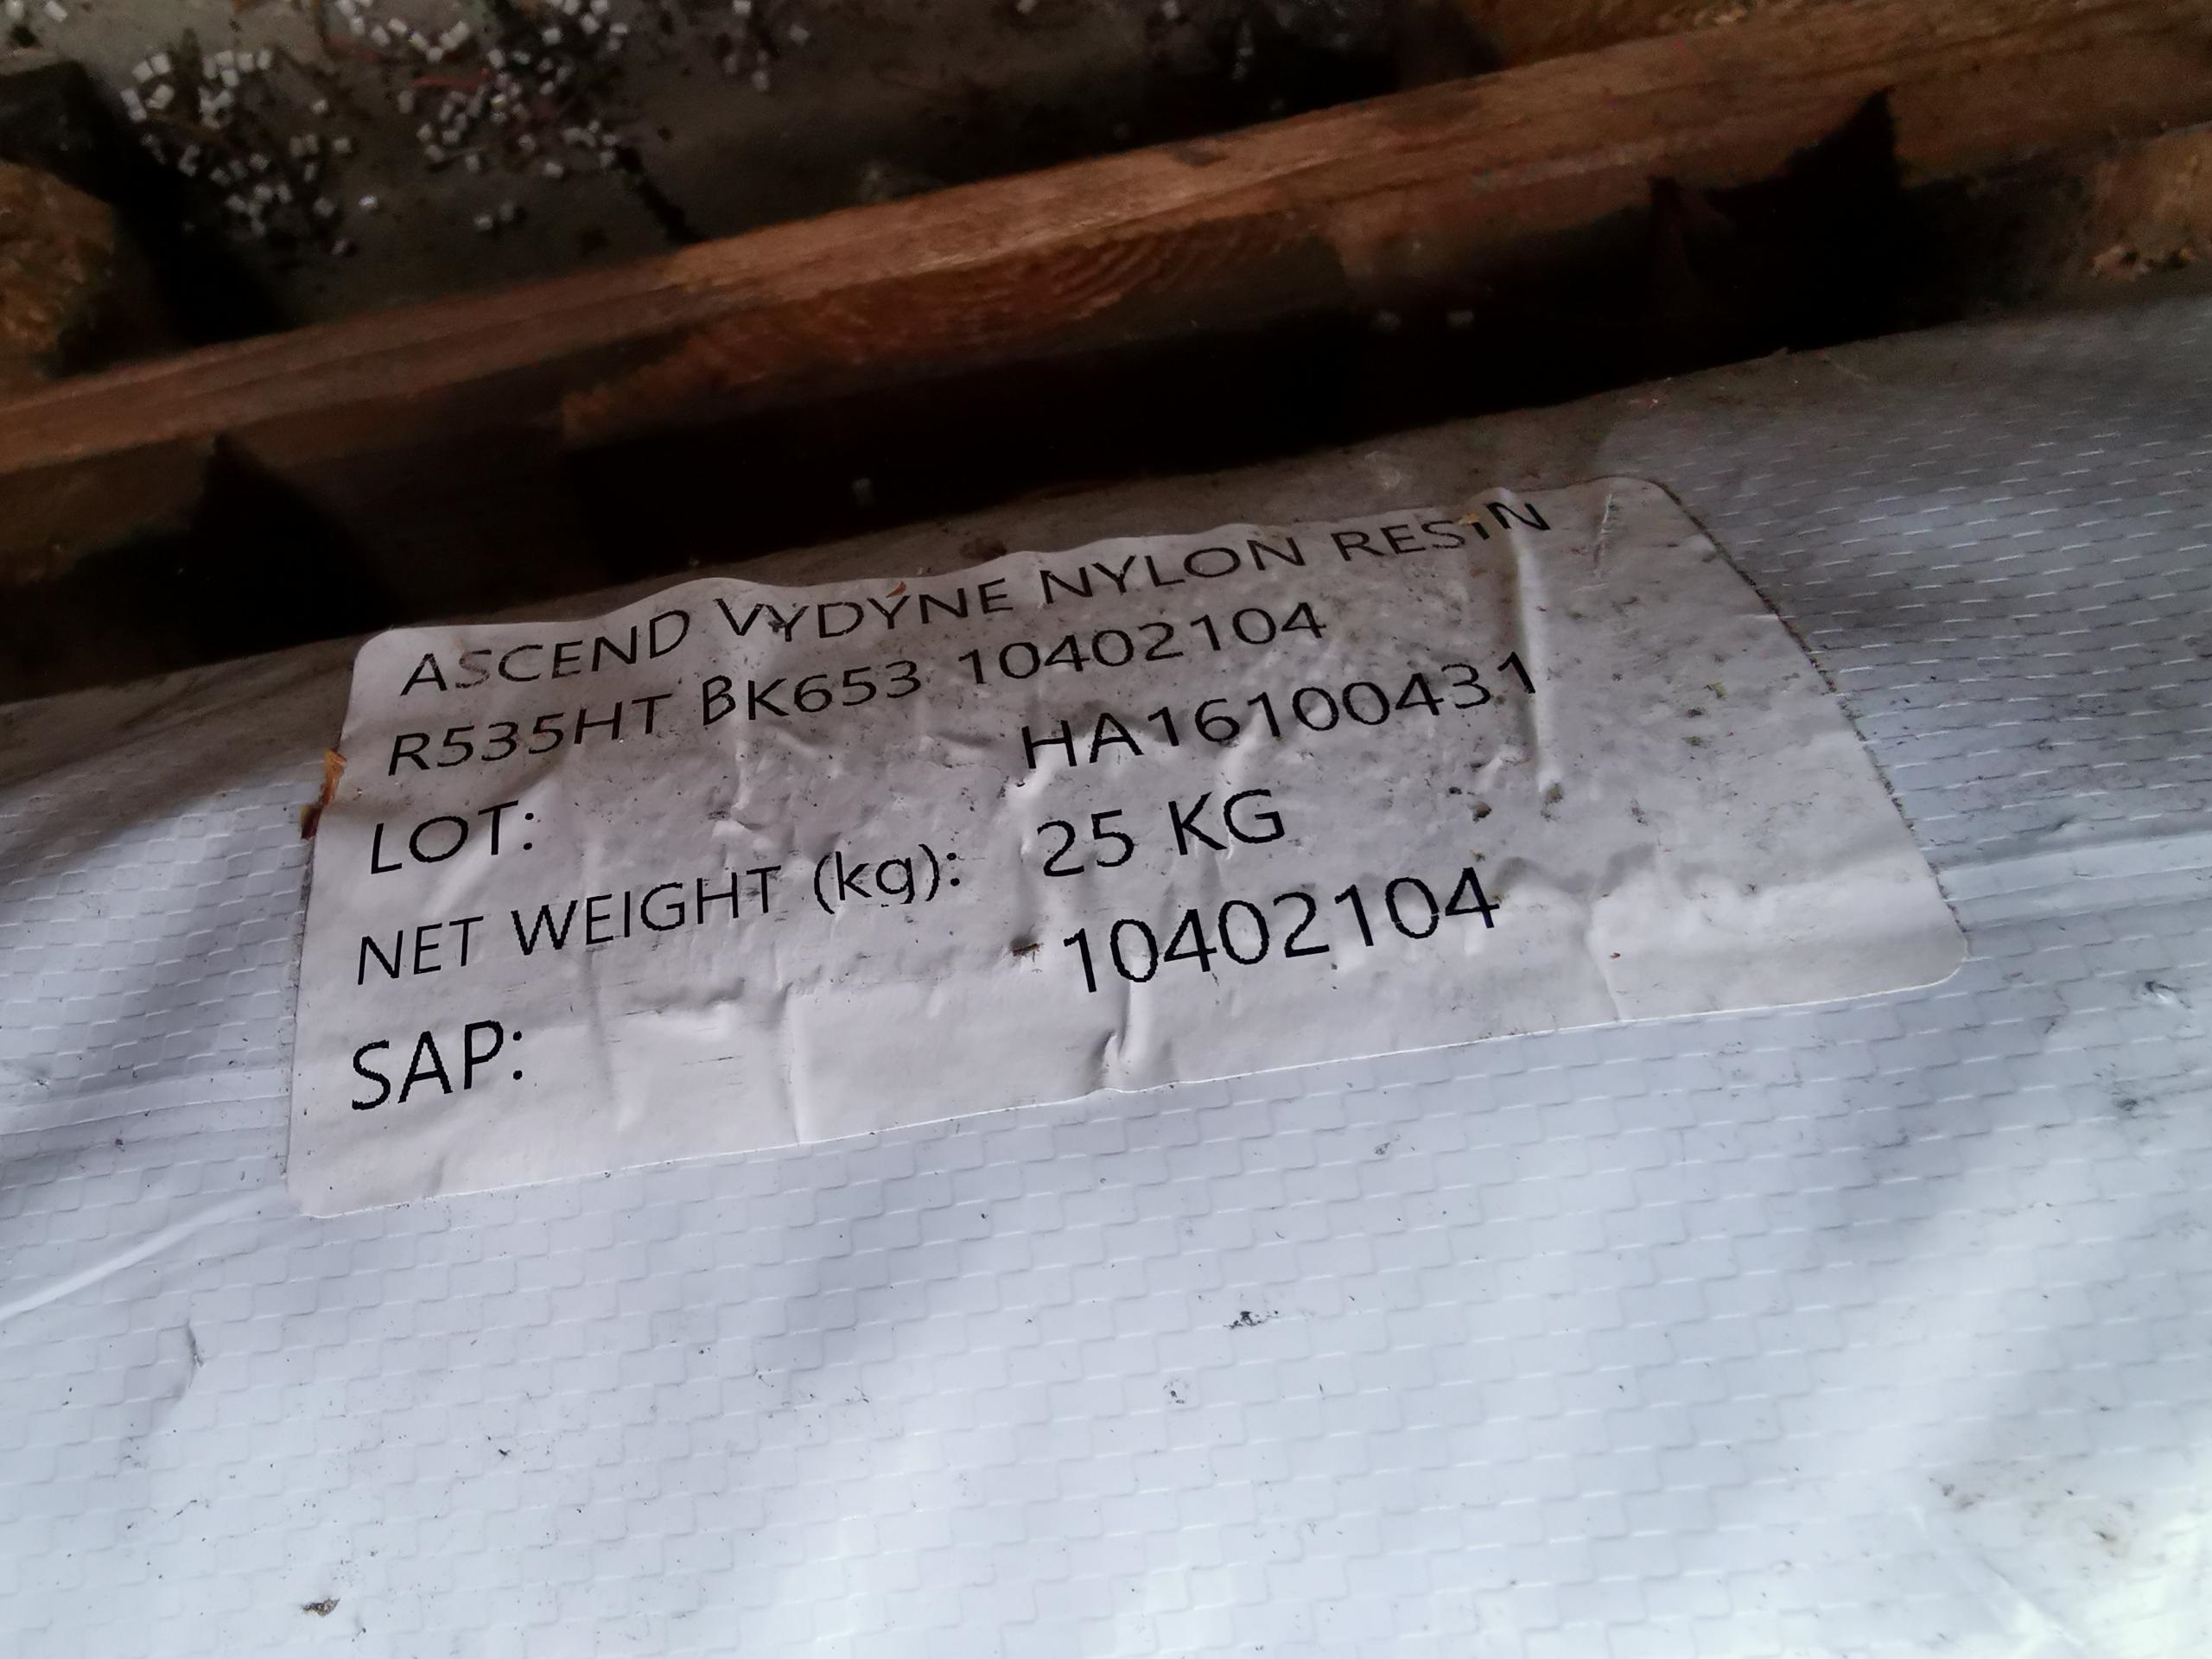 ASCEND VYDYNE NYLON RESIN
R535HT BK653 10402104
LOT: HA16100431
NET WEIGHT (kg): 25 KG
SAP: 10402104